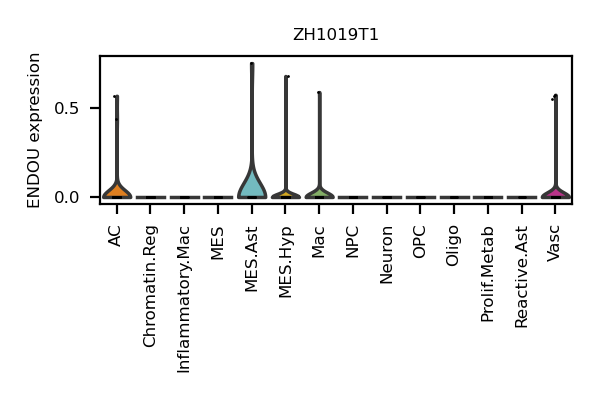 ZH1019T1
ENDOU expression
0.5
0.0
AC
Chromatin.Reg
Inflammatory.Mac
MES
MES.Ast
MES.Hyp
Mac
NPC
Neuron
OPC
Oligo
Prolif.Metab
Reactive.Ast
Vasc